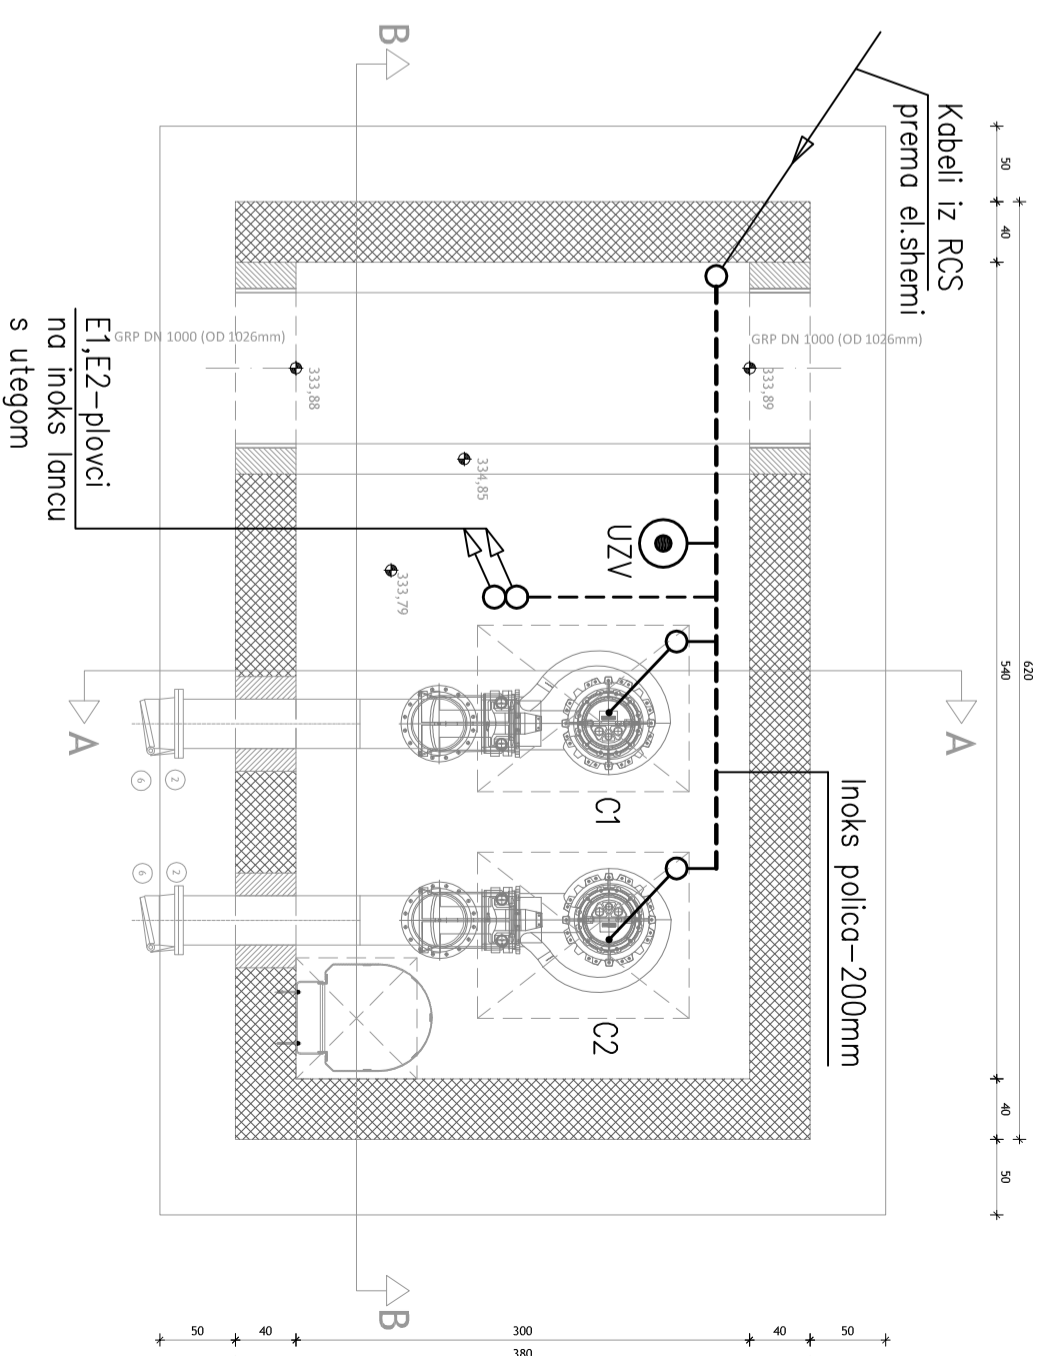 Kabeli iz RCS
prema el.shemi
50
40
620
540
40
50
B
B
A
A
GRP DN 1000 (OD 1026mm)
GRP DN 1000 (OD 1026mm)
333,88
333,89
334,85
333,79
UZV
E1,E2-plovci
na inoks lancu
s utegom
C1
C2
Inoks polica-200mm
6
2
6
2
50
40
300
40
50
380